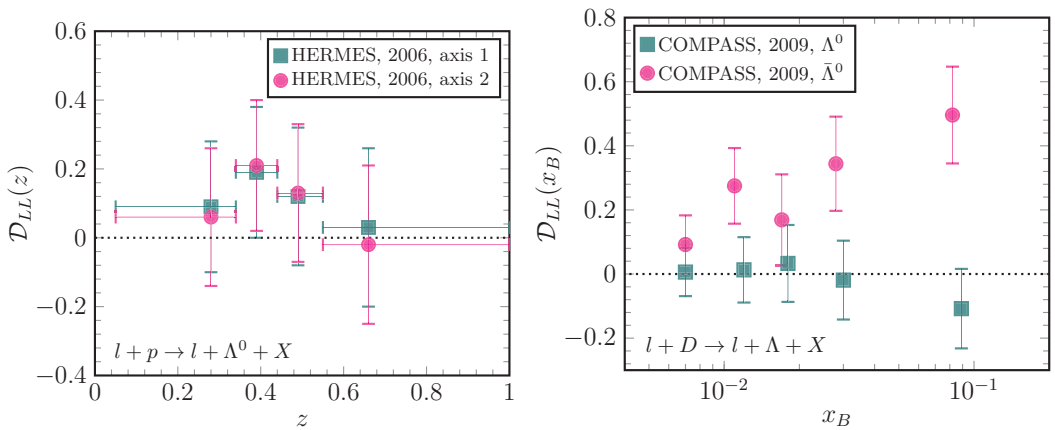 0.6
0.4
0.2
0
−0.2
−0.4
0
0.2
0.4
0.6
0.8
1
z
𝒟_LL(z)
HERMES, 2006, axis 1
HERMES, 2006, axis 2
l + p → l + Λ⁰ + X
0.8
0.6
0.4
0.2
0
−0.2
10⁻²
10⁻¹
x_B
𝒟_LL(x_B)
COMPASS, 2009, Λ⁰
COMPASS, 2009, Λ̄⁰
l + D → l + Λ + X